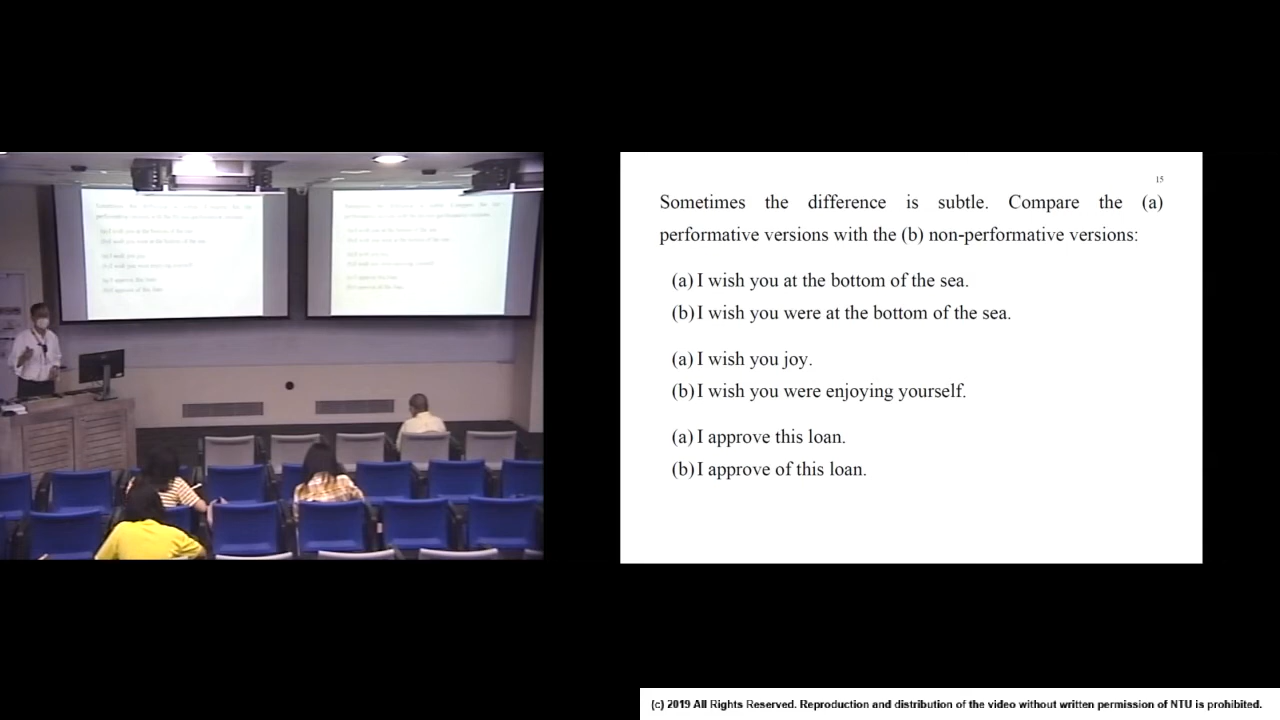 15
Sometimes the difference is subtle. Compare the (a)
performative versions with the (b) non-performative versions:
(a) I wish you at the bottom of the sea.
(b) I wish you were at the bottom of the sea.
(a) I wish you joy.
(b) I wish you were enjoying yourself.
(a) I approve this loan.
(b) I approve of this loan.
(c) 2019 All Rights Reserved. Reproduction and distribution of the video without written permission of NTU is prohibited.